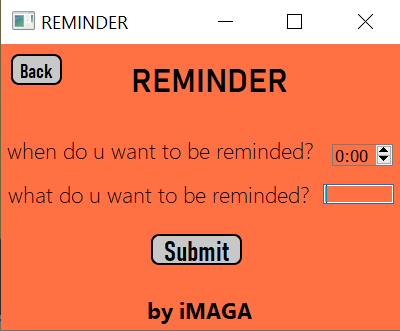 REMINDER
Back
REMINDER
when do u want to be reminded? 0:00
what do u want to be reminded?
Submit
by iMAGA